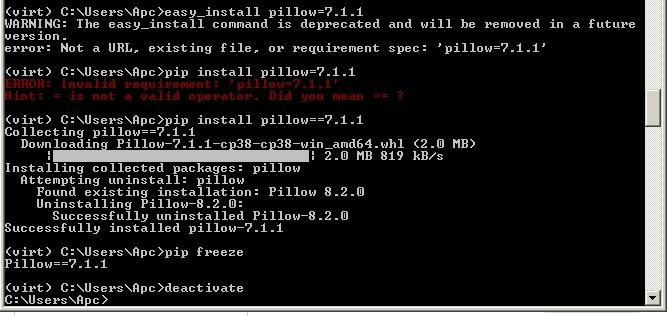 (virt) C:\Users\Apc>easy_install pillow=7.1.1
WARNING: The easy_install command is deprecated and will be removed in a future
version.
error: Not a URL, existing file, or requirement spec: 'pillow=7.1.1'
(virt) C:\Users\Apc>pip install pillow=7.1.1
ERROR: Invalid requirement: 'pillow=7.1.1'
Hint: = is not a valid operator. Did you mean == ?
(virt) C:\Users\Apc>pip install pillow==7.1.1
Collecting pillow==7.1.1
Downloading Pillow-7.1.1-cp38-cp38-win_amd64.whl (2.0 MB)
|                                | 2.0 MB 819 kB/s
Installing collected packages: pillow
Attempting uninstall: pillow
Found existing installation: Pillow 8.2.0
Uninstalling Pillow-8.2.0:
Successfully uninstalled Pillow-8.2.0
Successfully installed pillow-7.1.1
(virt) C:\Users\Apc>pip freeze
Pillow==7.1.1
(virt) C:\Users\Apc>deactivate
C:\Users\Apc>